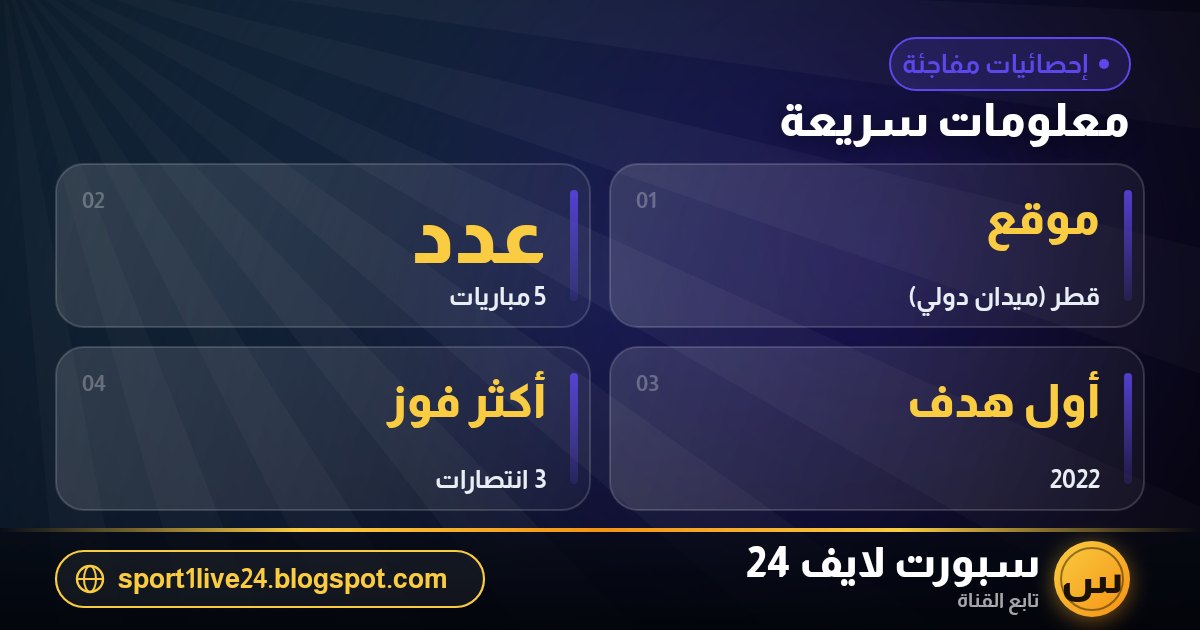 إحصائيات مفاجئة
معلومات سريعة
01
موقع
قطر (ميدان دولي)
02
عدد
5 مباريات
03
أول هدف
2022
04
أكثر فوز
3 انتصارات
س
سبورت لايف 24
تابع القناة
sport1live24.blogspot.com